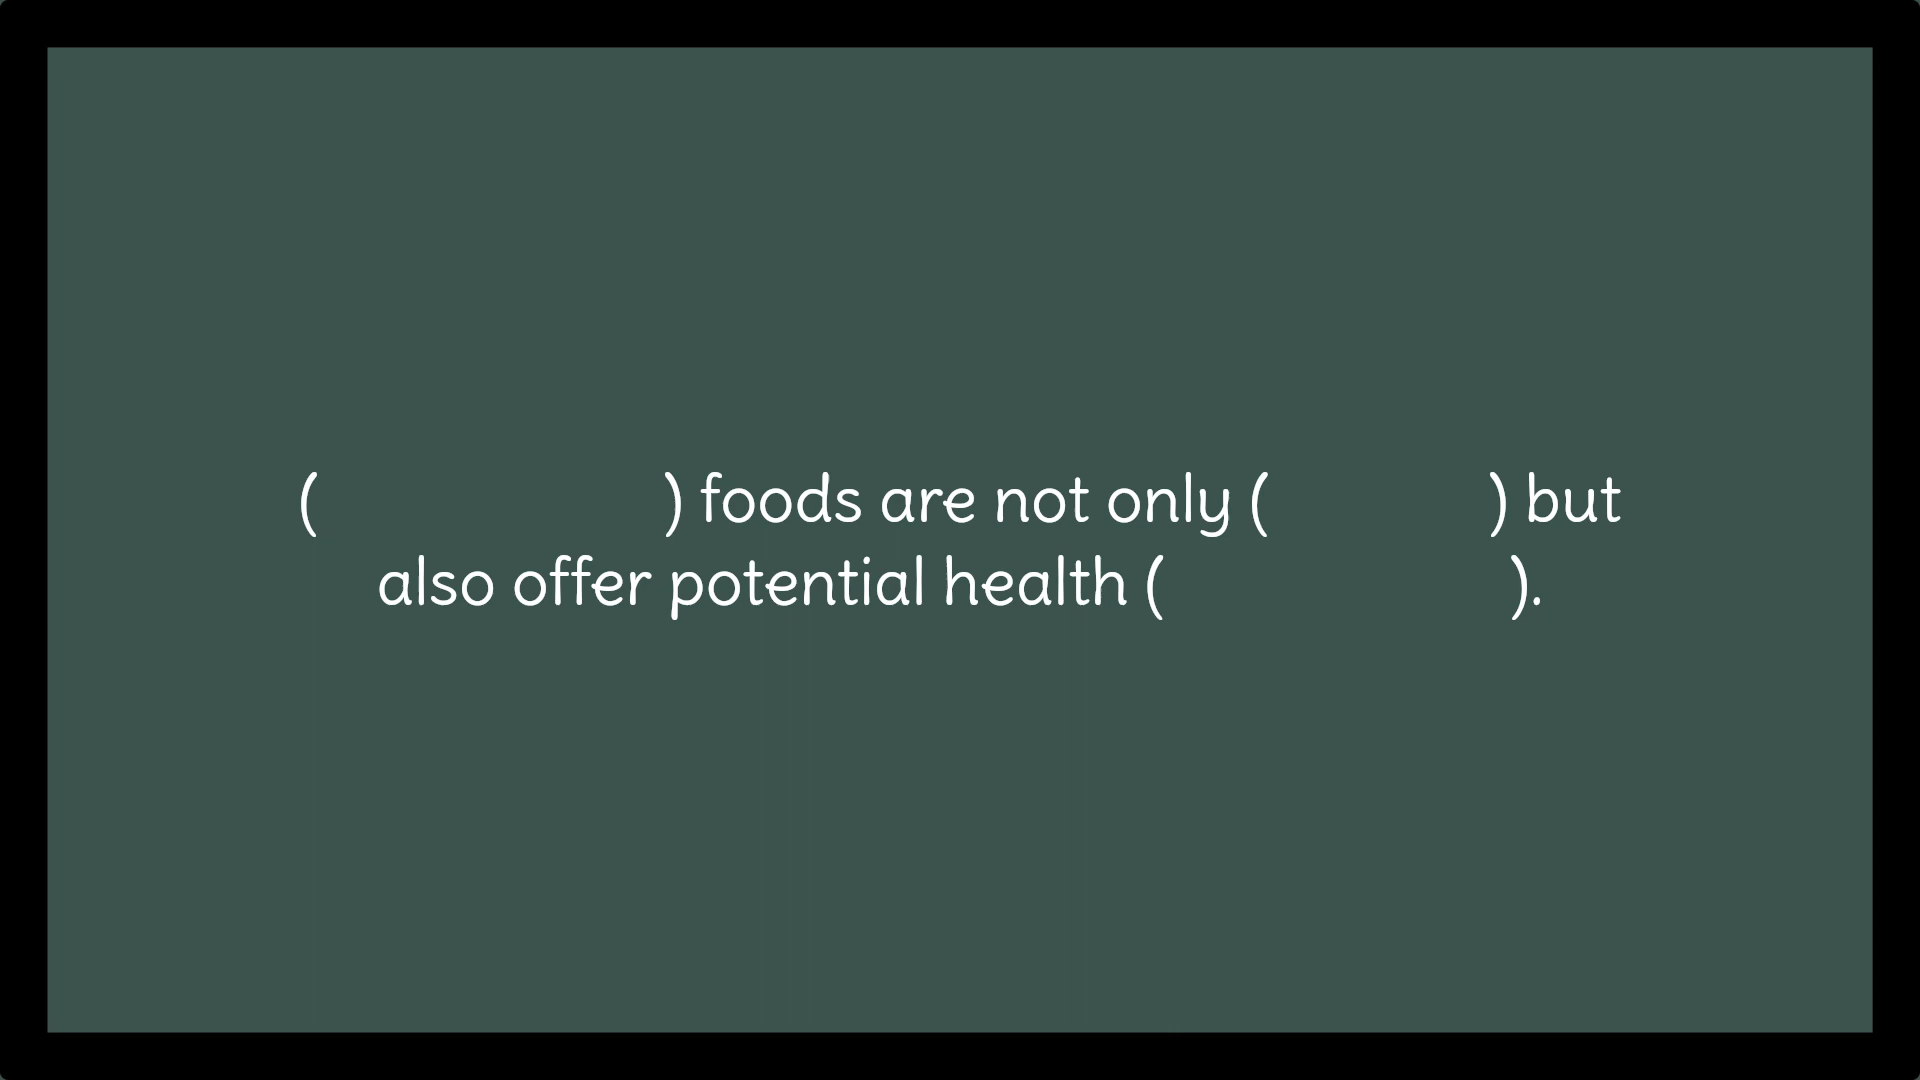 (                    ) foods are not only (             ) but
also offer potential health (                    ).